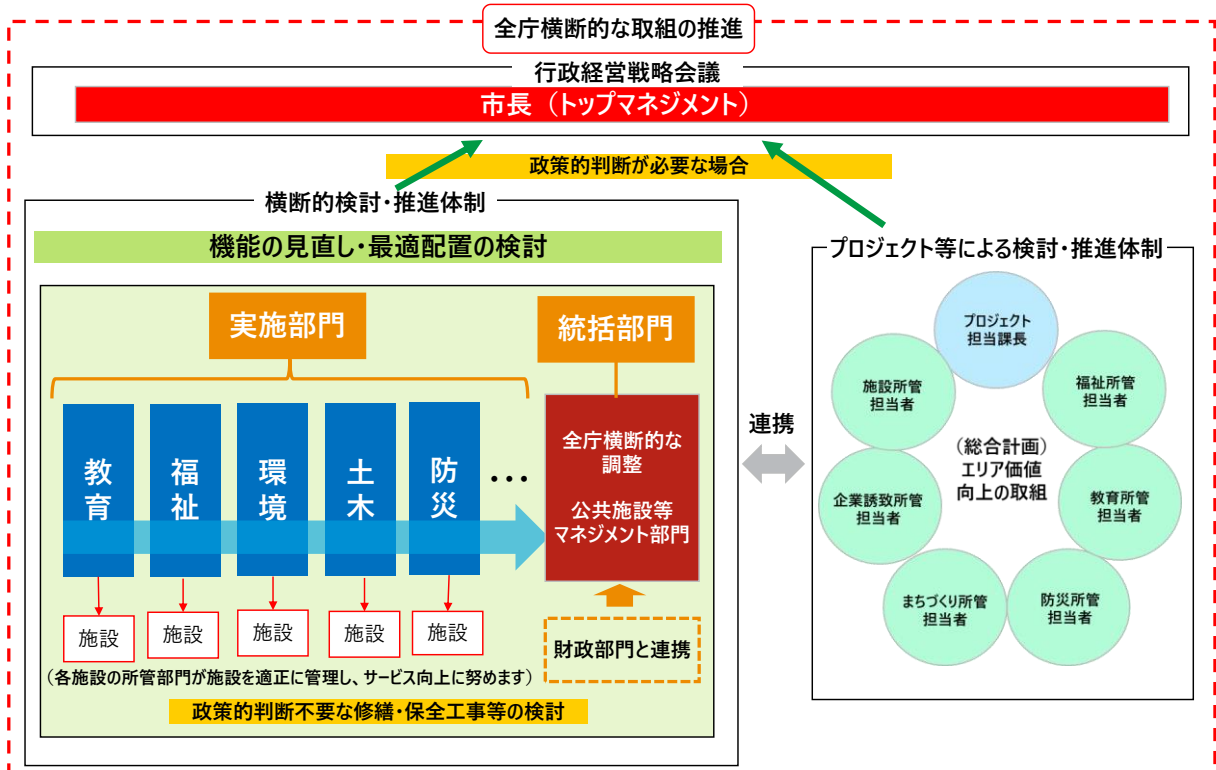 全庁横断的な取組の推進
行政経営戦略会議
市長（トップマネジメント）
政策的判断が必要な場合
横断的検討・推進体制
機能の見直し・最適配置の検討
実施部門
統括部門
教育
福祉
環境
土木
防災
・・・
全庁横断的な
調整
公共施設等
マネジメント部門
施設
施設
施設
施設
施設
財政部門と連携
（各施設の所管部門が施設を適正に管理し、サービス向上に努めます）
政策的判断不要な修繕・保全工事等の検討
連携
プロジェクト等による検討・推進体制
プロジェクト
担当課長
施設所管
担当者
福祉所管
担当者
（総合計画）
エリア価値
向上の取組
企業誘致所管
担当者
教育所管
担当者
まちづくり所管
担当者
防災所管
担当者